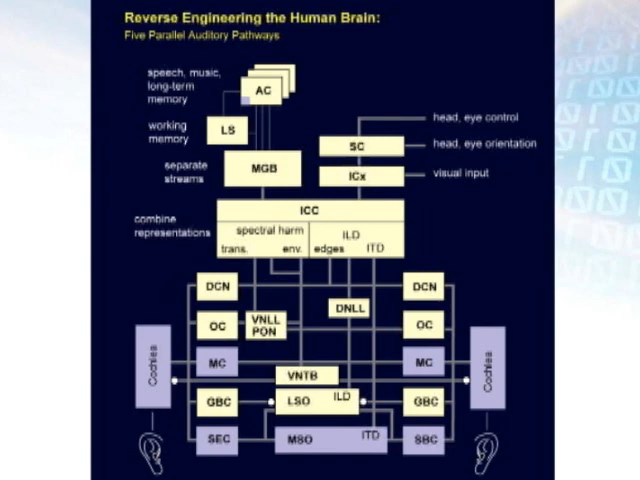 Reverse Engineering the Human Brain:
Five Parallel Auditory Pathways
speech, music,
long-term
memory
AC
working
memory
LS
separate
streams
MGB
head, eye control
SC
head, eye orientation
ICx
visual input
combine
representations
ICC
spectral harm
trans.
env.
ILD
edges
ITD
DCN
DCN
DNLL
OC
VNLL
PON
OC
Cochlea
MC
MC
Cochlea
VNTB
GBC
LSO
ILD
GBC
SEC
MSO
ITD
SBC